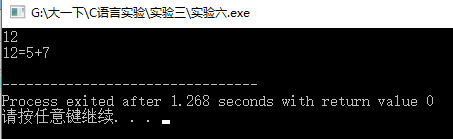 G:\大一下\C语言实验\实验三\实验六.exe
12
12=5+7
--------------------------------
Process exited after 1.268 seconds with return value 0
请按任意键继续. . .